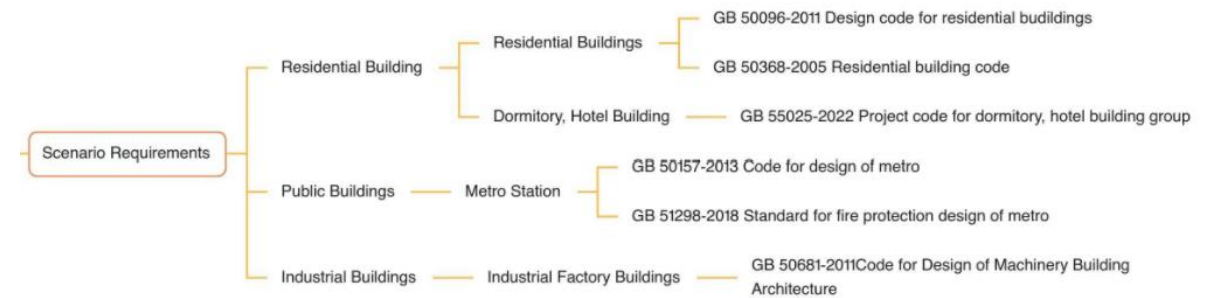 Scenario Requirements
Residential Building
Residential Buildings
GB 50096-2011 Design code for residential budildings
GB 50368-2005 Residential building code
Dormitory, Hotel Building
GB 55025-2022 Project code for dormitory, hotel building group
Public Buildings
Metro Station
GB 50157-2013 Code for design of metro
GB 51298-2018 Standard for fire protection design of metro
Industrial Buildings
Industrial Factory Buildings
GB 50681-2011Code for Design of Machinery Building
Architecture